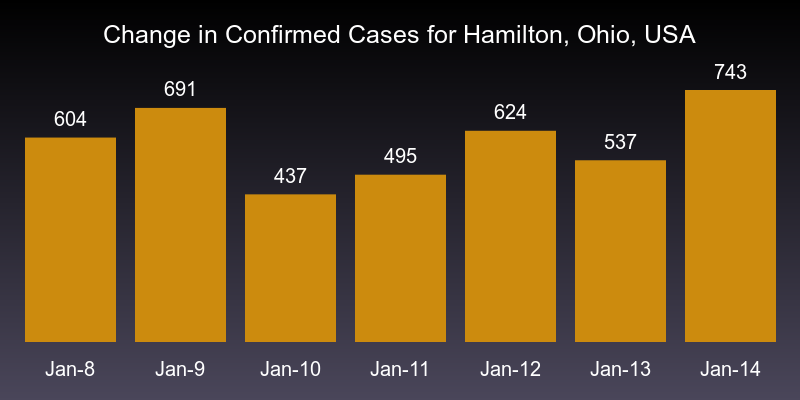 Change in Confirmed Cases for Hamilton, Ohio, USA
604
691
437
495
624
537
743
Jan-8
Jan-9
Jan-10
Jan-11
Jan-12
Jan-13
Jan-14